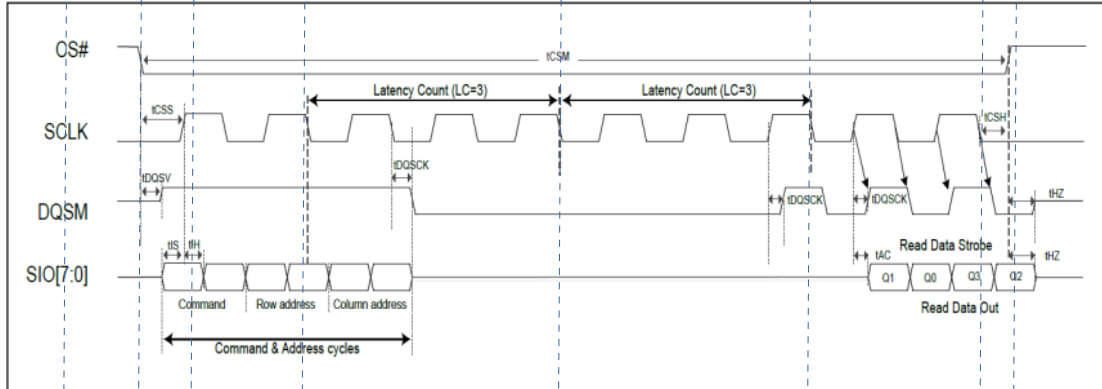 CS#
tCSM
Latency Count (LC=3)
Latency Count (LC=3)
tCSS
SCLK
tCSH
tDQSCK
tDQSV
DQSM
tDQSCK
tDQSCK
tHZ
tIS
tIH
Read Data Strobe
tAC
tHZ
SIO[7:0]
Q1
Q0
Q3
Q2
Command
Row address
Column address
Read Data Out
Command & Address cycles